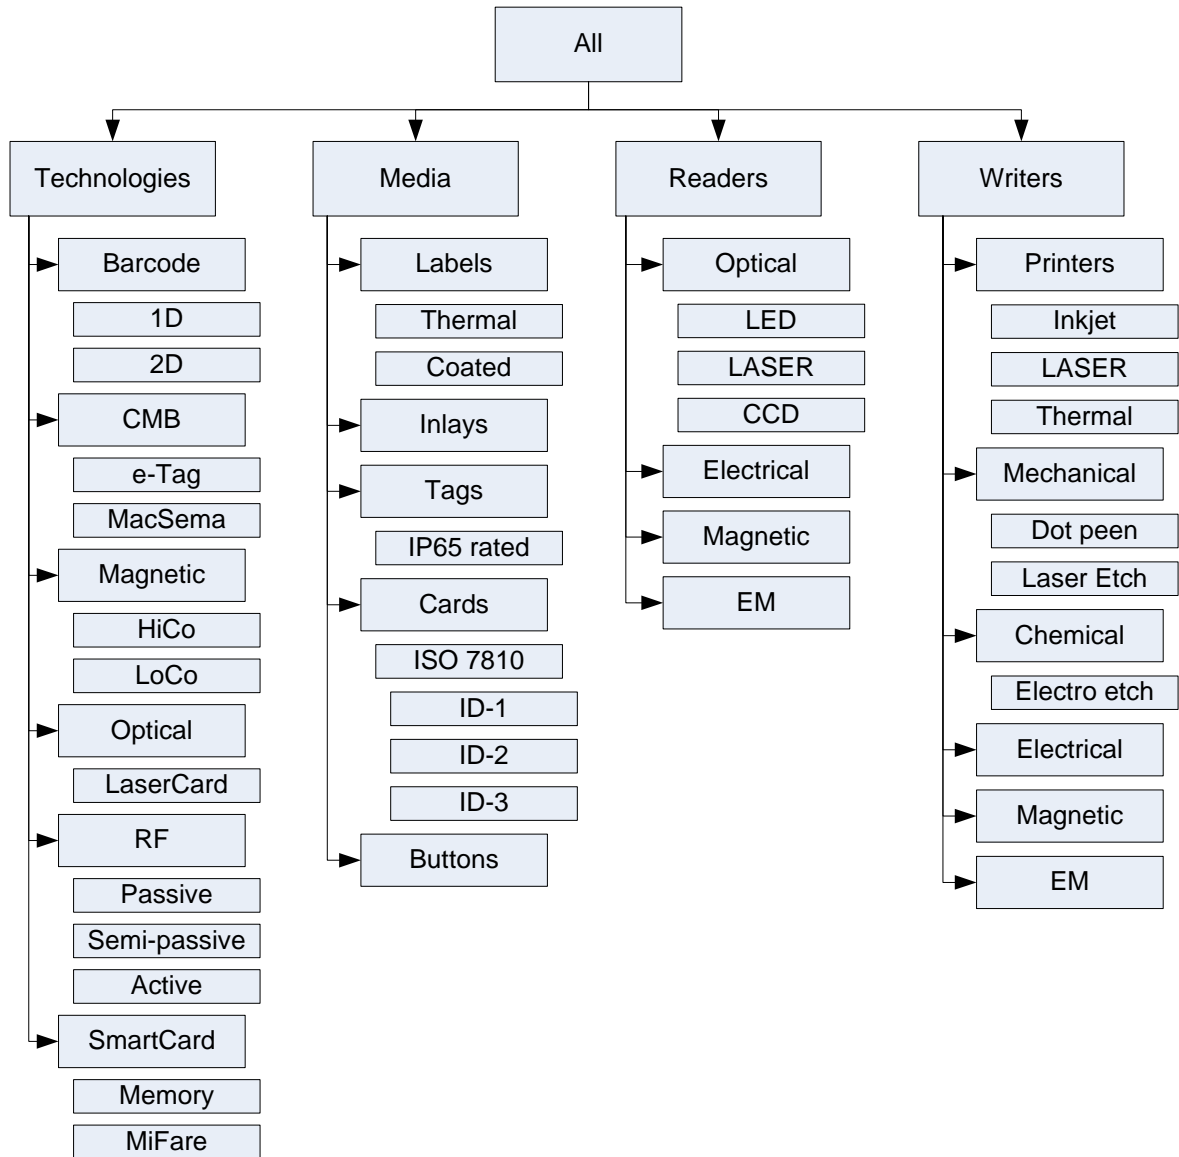 All
Technologies
Media
Readers
Writers
Barcode
1D
2D
CMB
e-Tag
MacSema
Magnetic
HiCo
LoCo
Optical
LaserCard
RF
Passive
Semi-passive
Active
SmartCard
Memory
MiFare
Labels
Thermal
Coated
Inlays
Tags
IP65 rated
Cards
ISO 7810
ID-1
ID-2
ID-3
Buttons
Optical
LED
LASER
CCD
Electrical
Magnetic
EM
Printers
Inkjet
LASER
Thermal
Mechanical
Dot peen
Laser Etch
Chemical
Electro etch
Electrical
Magnetic
EM